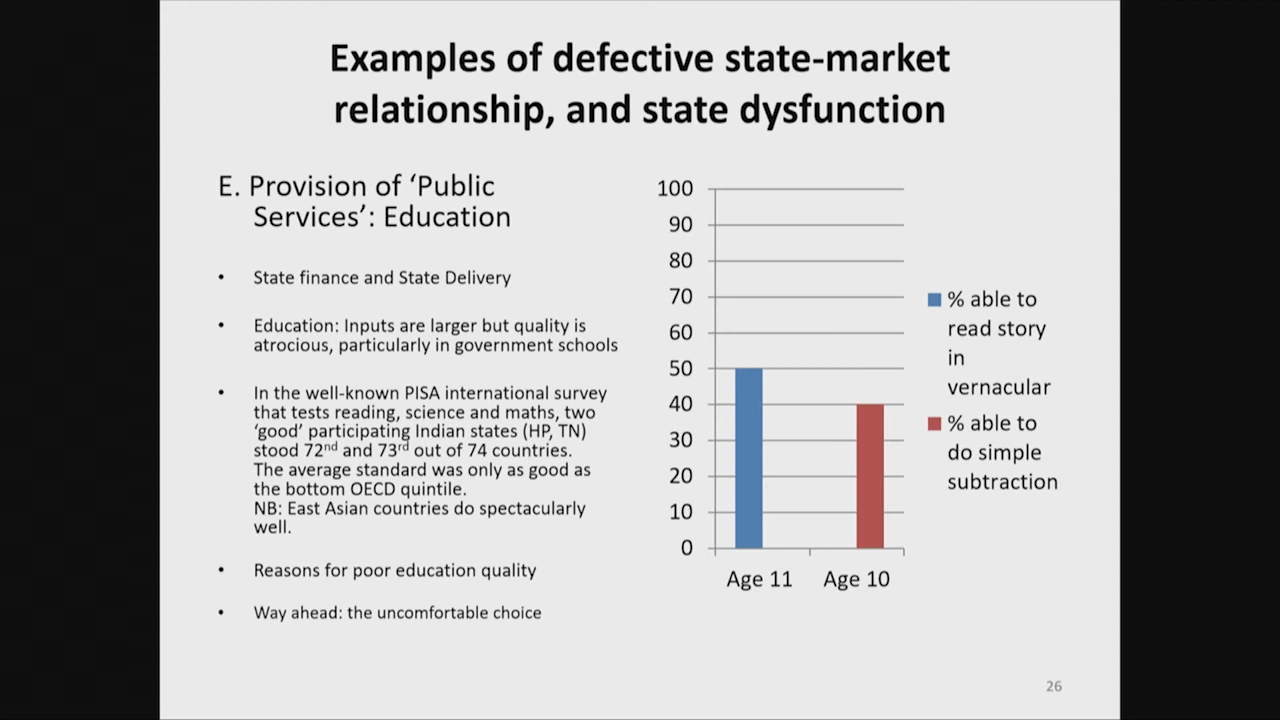 Examples of defective state-market
relationship, and state dysfunction
E. Provision of ‘Public
Services’: Education
• State finance and State Delivery
• Education: Inputs are larger but quality is
atrocious, particularly in government schools
• In the well-known PISA international survey
that tests reading, science and maths, two
‘good’ participating Indian states (HP, TN)
stood 72nd and 73rd out of 74 countries.
The average standard was only as good as
the bottom OECD quintile.
NB: East Asian countries do spectacularly
well.
• Reasons for poor education quality
• Way ahead: the uncomfortable choice
100
90
80
70
60
50
40
30
20
10
0
Age 11
Age 10
% able to
read story
in
vernacular
% able to
do simple
subtraction
26